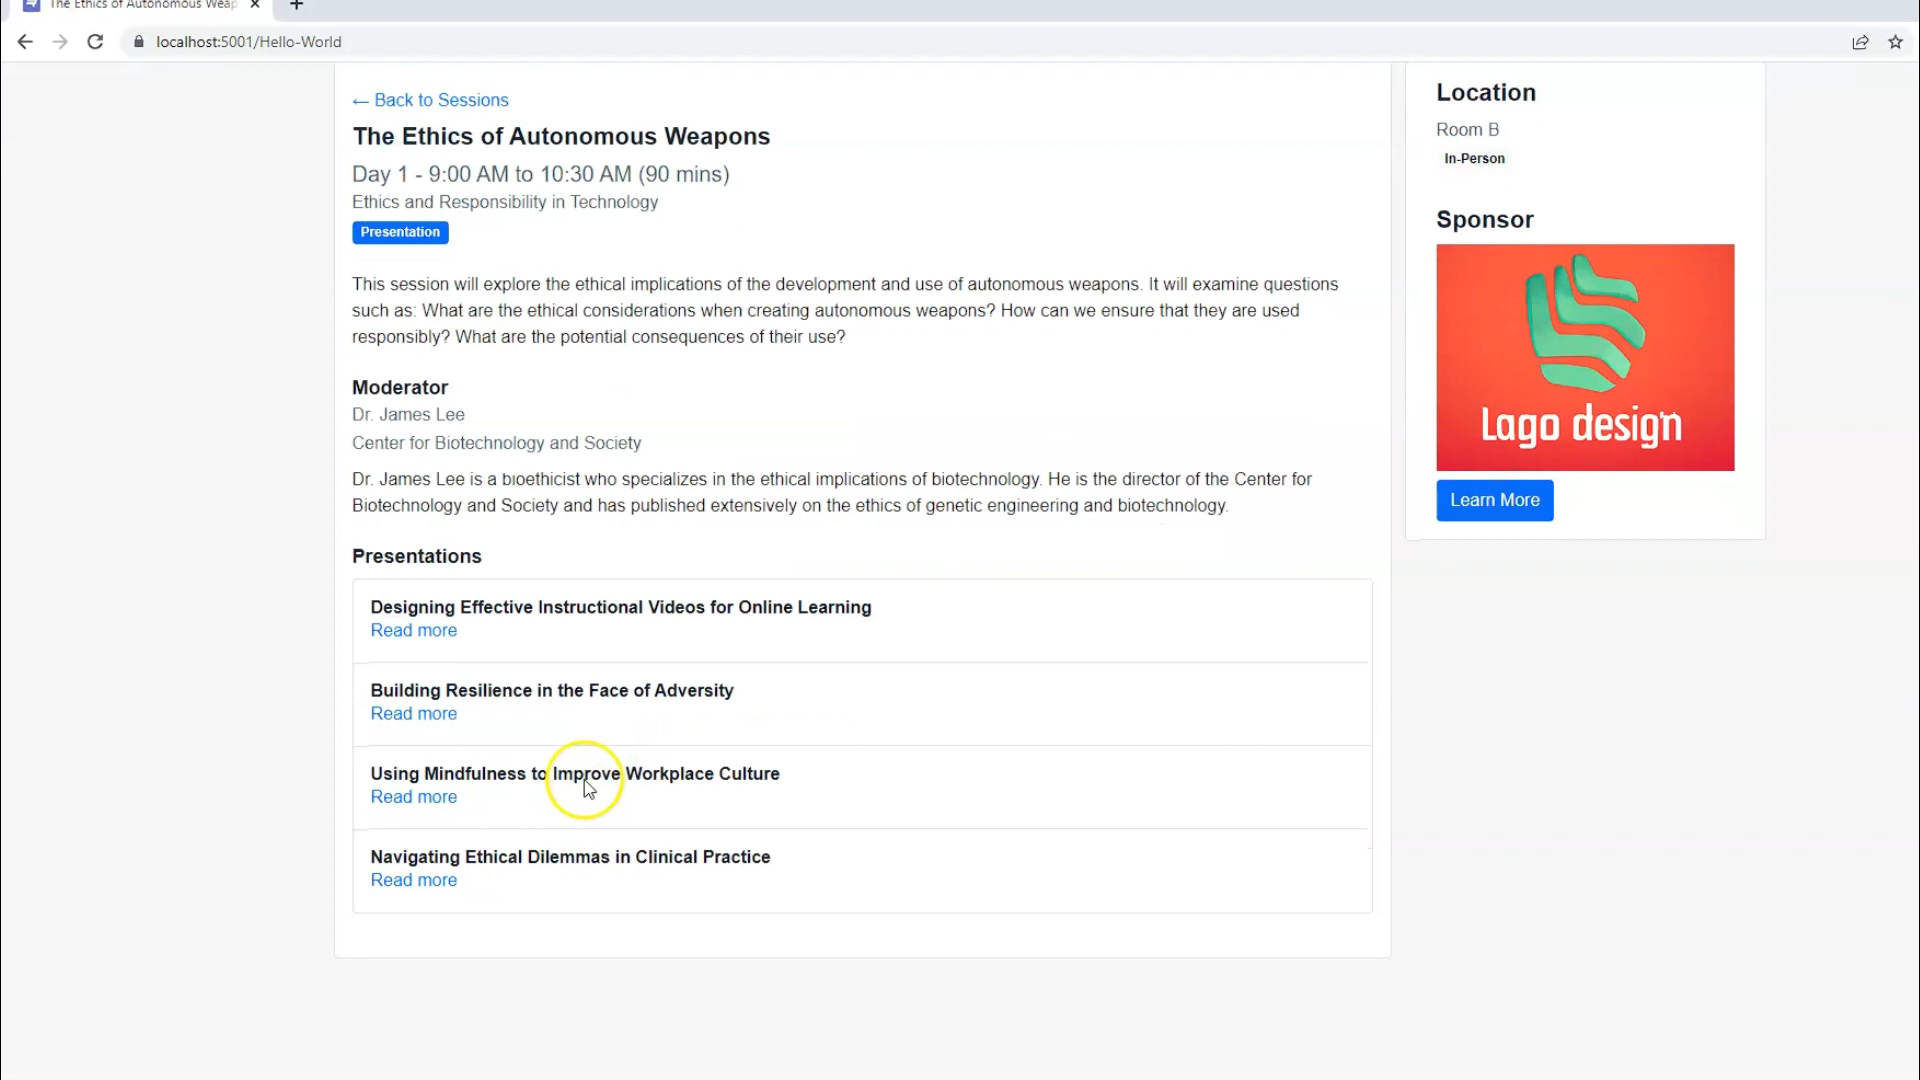 The Ethics of Autonomous Weap
localhost:5001/Hello-World
← Back to Sessions
The Ethics of Autonomous Weapons
Day 1 - 9:00 AM to 10:30 AM (90 mins)
Ethics and Responsibility in Technology
Presentation
This session will explore the ethical implications of the development and use of autonomous weapons. It will examine questions
such as: What are the ethical considerations when creating autonomous weapons? How can we ensure that they are used
responsibly? What are the potential consequences of their use?
Moderator
Dr. James Lee
Center for Biotechnology and Society
Dr. James Lee is a bioethicist who specializes in the ethical implications of biotechnology. He is the director of the Center for
Biotechnology and Society and has published extensively on the ethics of genetic engineering and biotechnology.
Presentations
Designing Effective Instructional Videos for Online Learning
Read more
Building Resilience in the Face of Adversity
Read more
Using Mindfulness to Improve Workplace Culture
Read more
Navigating Ethical Dilemmas in Clinical Practice
Read more
Location
Room B
In-Person
Sponsor
Lago design
Learn More